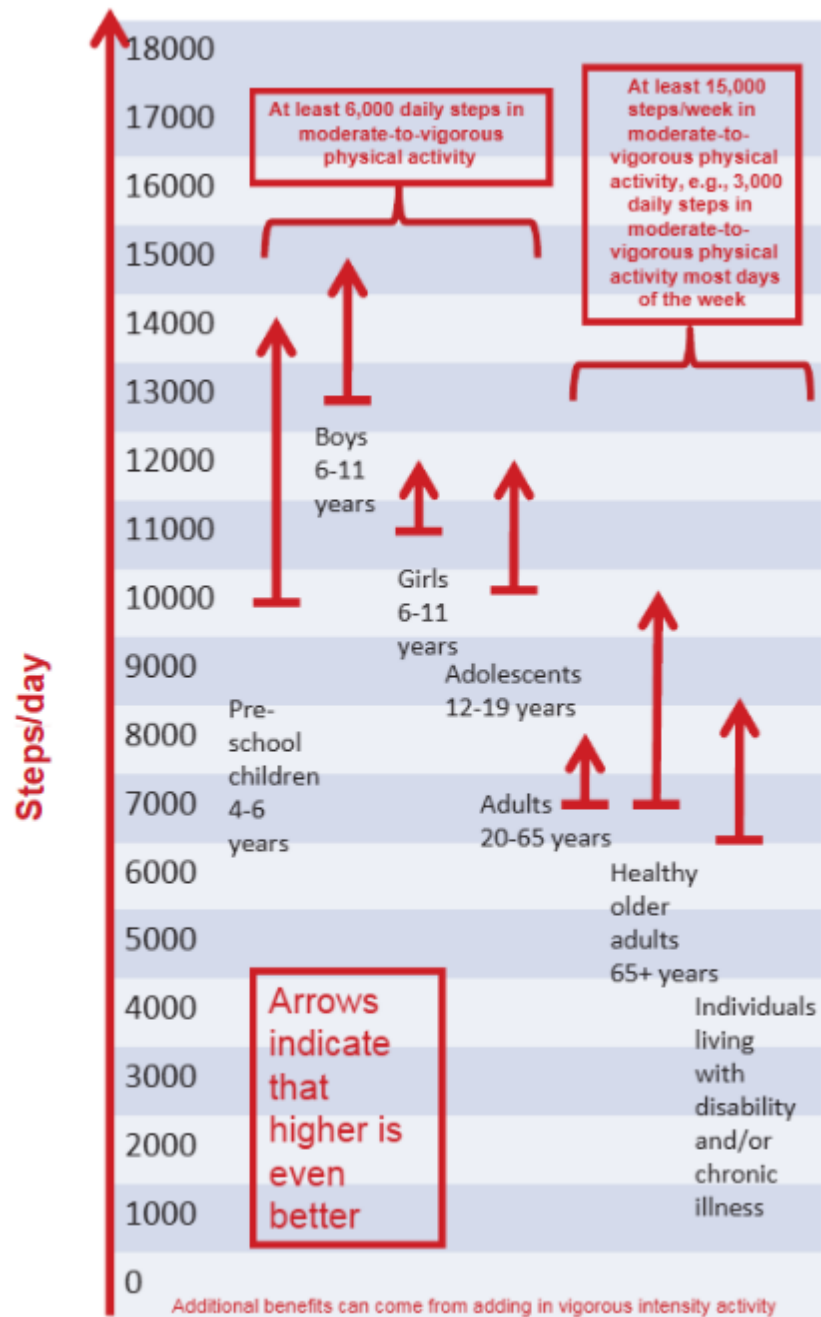 Steps/day
18000
17000
16000
15000
14000
13000
12000
11000
10000
9000
8000
7000
6000
5000
4000
3000
2000
1000
0
At least 6,000 daily steps in
moderate-to-vigorous
physical activity
At least 15,000
steps/week in
moderate-to-
vigorous physical
activity, e.g., 3,000
daily steps in
moderate-to-
vigorous physical
activity most days
of the week
Pre-
school
children
4-6
years
Boys
6-11
years
Girls
6-11
years
Adolescents
12-19 years
Adults
20-65 years
Healthy
older
adults
65+ years
Individuals
living
with
disability
and/or
chronic
illness
Arrows
indicate
that
higher is
even
better
Additional benefits can come from adding in vigorous intensity activity